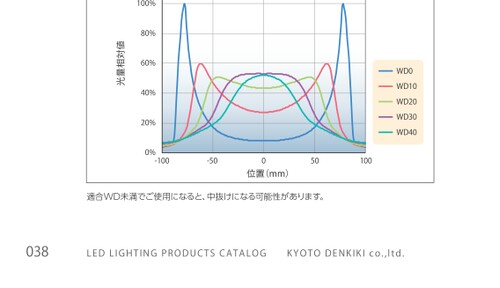 100%
80%
60%
40%
20%
0%
光量相対値
-100 -50 0 50 100
位置(mm)
WD0
WD10
WD20
WD30
WD40
適合WD未満でご使用になると、中抜けになる可能性があります。
038 LED LIGHTING PRODUCTS CATALOG KYOTO DENKIKI co.,ltd.